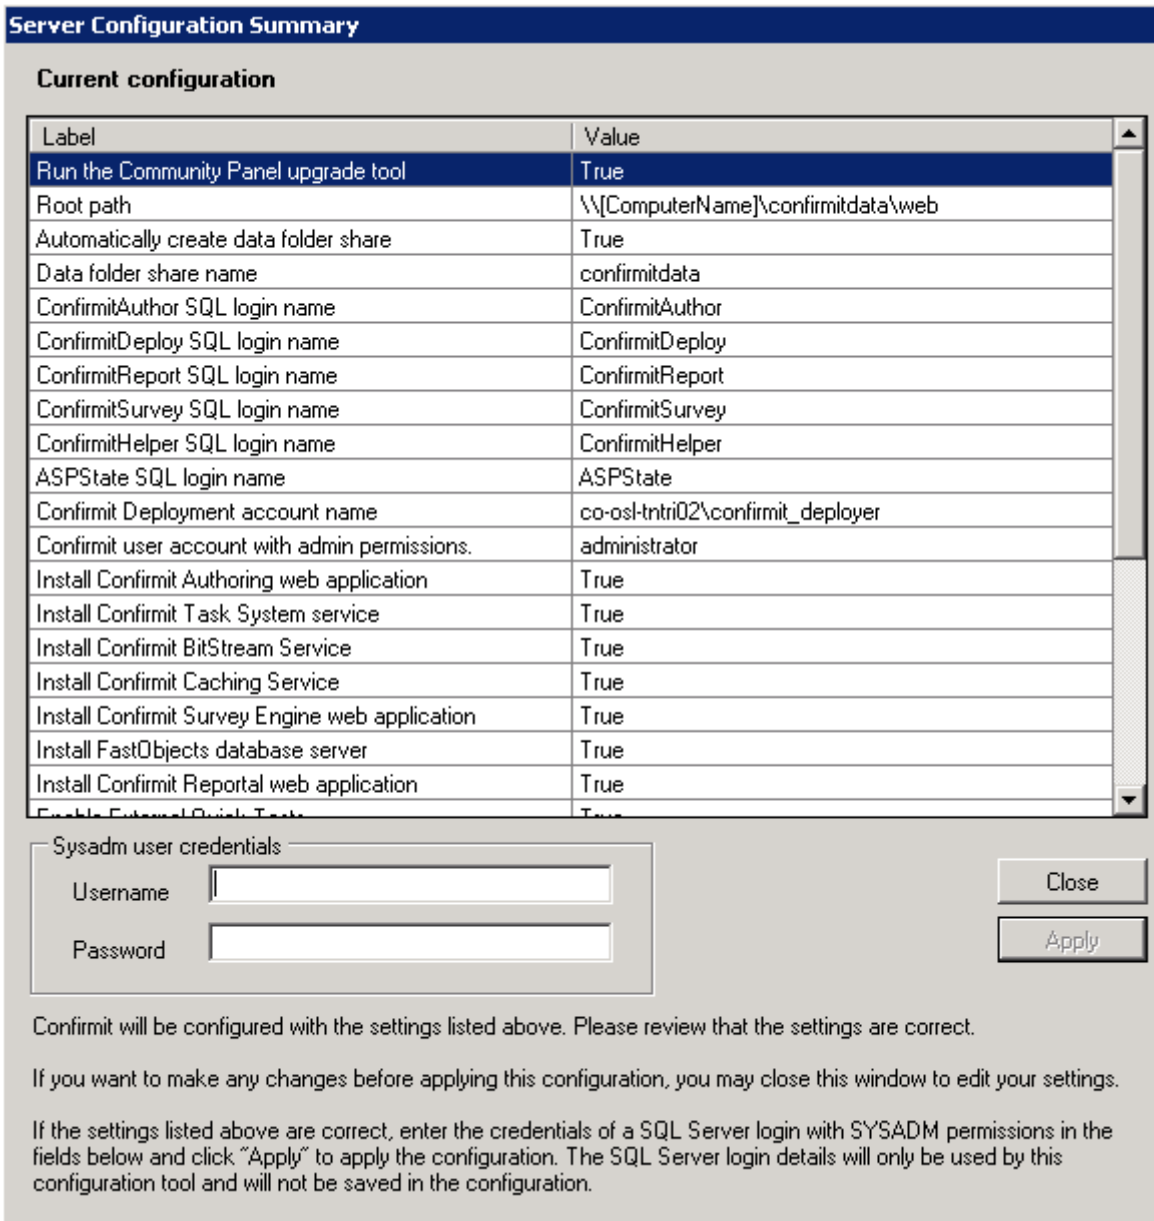 Server Configuration Summary
Current configuration
Label Value
Run the Community Panel upgrade tool True
Root path \\[ComputerName]\confirmitdata\web
Automatically create data folder share True
Data folder share name confirmitdata
ConfirmitAuthor SQL login name ConfirmitAuthor
ConfirmitDeploy SQL login name ConfirmitDeploy
ConfirmitReport SQL login name ConfirmitReport
ConfirmitSurvey SQL login name ConfirmitSurvey
ConfirmitHelper SQL login name ConfirmitHelper
ASPState SQL login name ASPState
Confirmit Deployment account name co-osl-tntri02\confirmit_deployer
Confirmit user account with admin permissions. administrator
Install Confirmit Authoring web application True
Install Confirmit Task System service True
Install Confirmit BitStream Service True
Install Confirmit Caching Service True
Install Confirmit Survey Engine web application True
Install FastObjects database server True
Install Confirmit Reportal web application True
Enable External Quick Tests True
Sysadm user credentials
Username
Close
Password
Apply
Confirmit will be configured with the settings listed above. Please review that the settings are correct.
If you want to make any changes before applying this configuration, you may close this window to edit your settings.
If the settings listed above are correct, enter the credentials of a SQL Server login with SYSADM permissions in the
fields below and click "Apply" to apply the configuration. The SQL Server login details will only be used by this
configuration tool and will not be saved in the configuration.